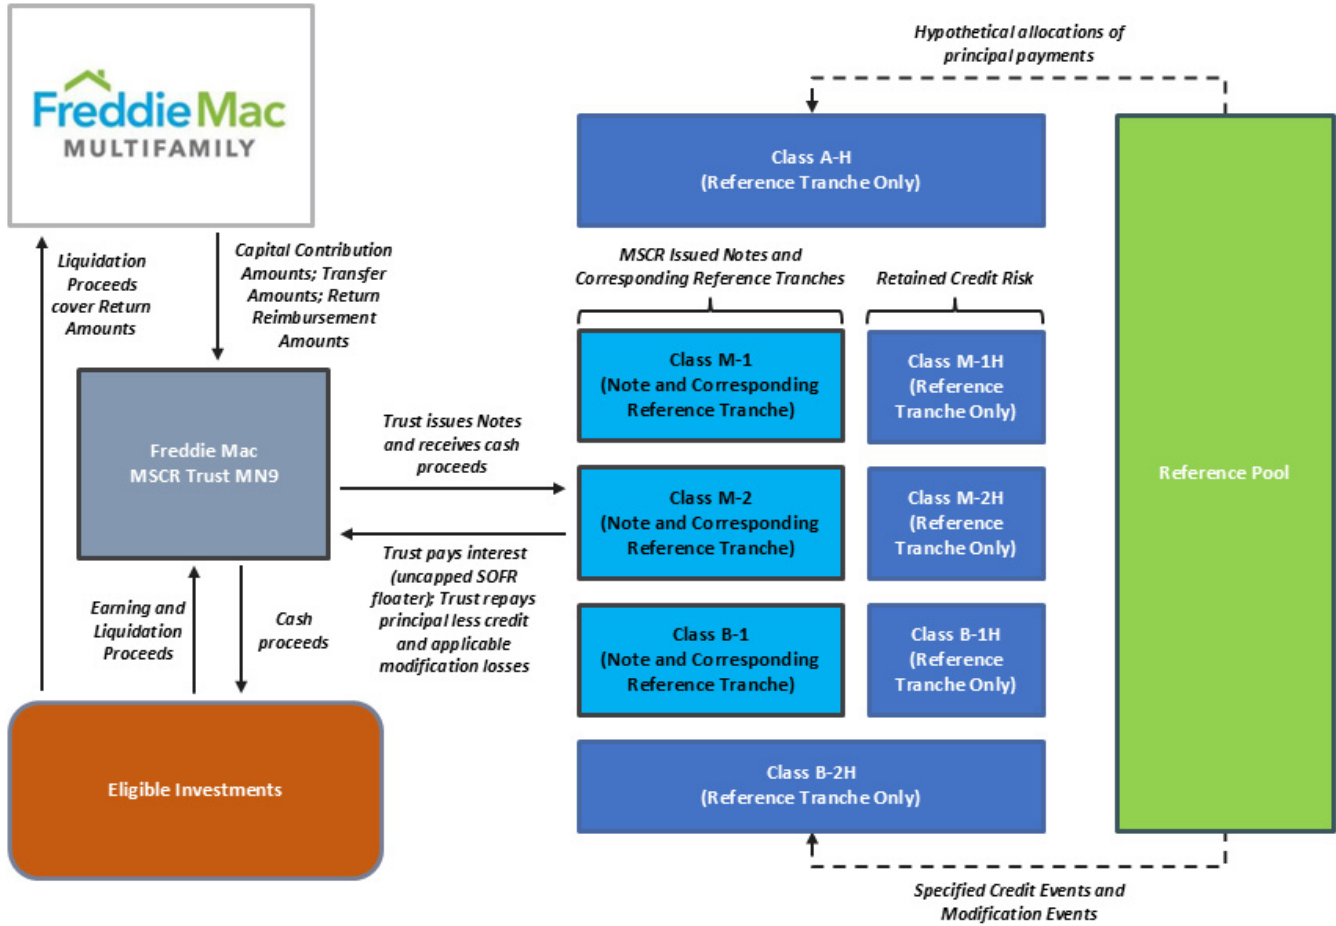 Freddie Mac
MULTIFAMILY
Hypothetical allocations of
principal payments
Class A-H
(Reference Tranche Only)
Liquidation
Proceeds
cover Return
Amounts
Capital Contribution
Amounts; Transfer
Amounts; Return
Reimbursement
Amounts
MSCR Issued Notes and
Corresponding Reference Tranches
Retained Credit Risk
Freddie Mac
MSCR Trust MN9
Trust issues Notes
and receives cash
proceeds
Trust pays interest
(uncapped SOFR
floater); Trust repays
principal less credit
and applicable
modification losses
Class M-1
(Note and Corresponding
Reference Tranche)
Class M-1H
(Reference
Tranche Only)
Class M-2
(Note and Corresponding
Reference Tranche)
Class M-2H
(Reference
Tranche Only)
Class B-1
(Note and Corresponding
Reference Tranche)
Class B-1H
(Reference
Tranche Only)
Reference Pool
Earning and
Liquidation
Proceeds
Cash
proceeds
Eligible Investments
Class B-2H
(Reference Tranche Only)
Specified Credit Events and
Modification Events